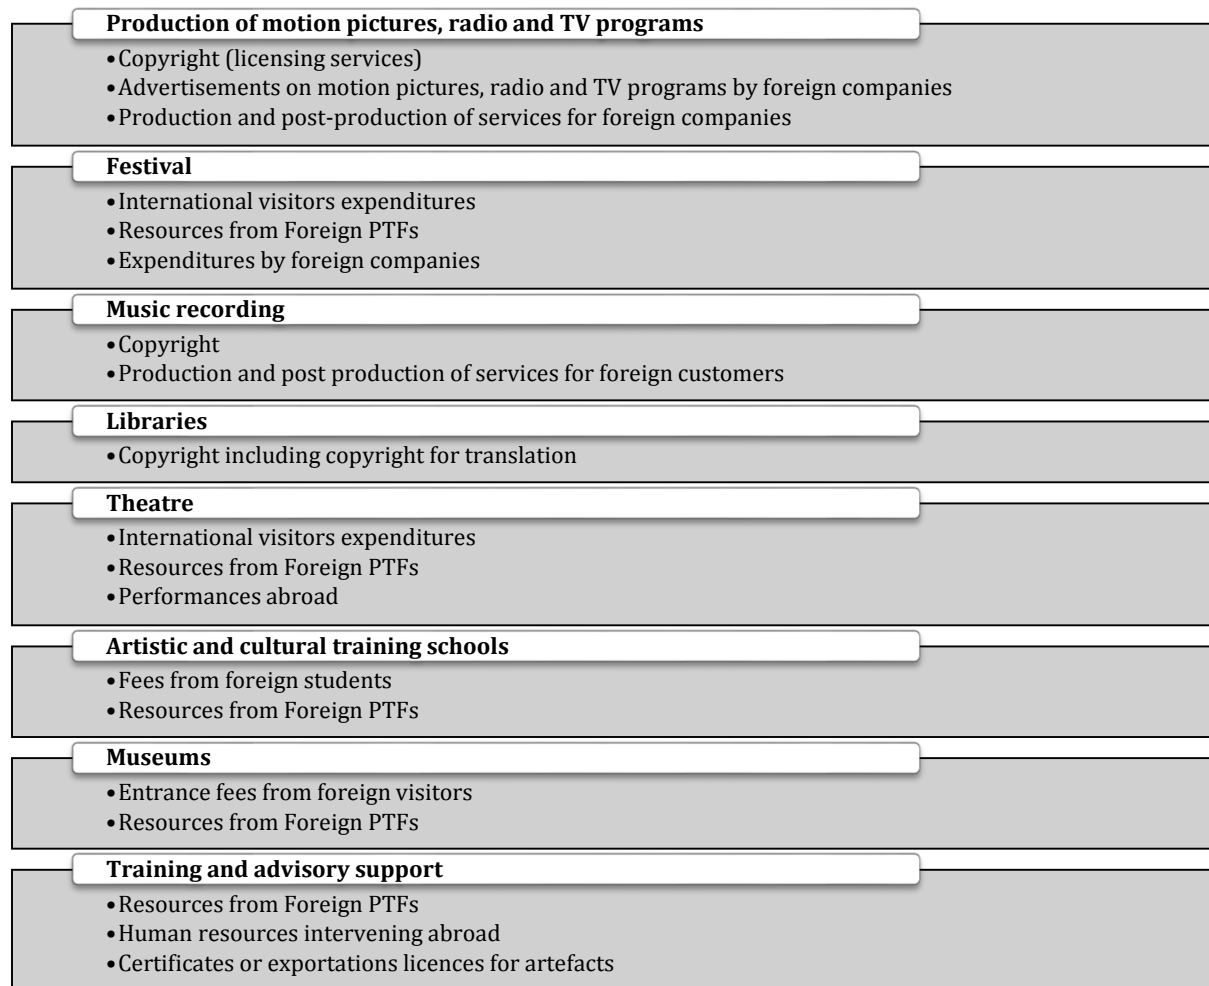 Production of motion pictures, radio and TV programs
•Copyright (licensing services)
•Advertisements on motion pictures, radio and TV programs by foreign companies
•Production and post-production of services for foreign companies
Festival
•International visitors expenditures
•Resources from Foreign PTFs
•Expenditures by foreign companies
Music recording
•Copyright
•Production and post production of services for foreign customers
Libraries
•Copyright including copyright for translation
Theatre
•International visitors expenditures
•Resources from Foreign PTFs
•Performances abroad
Artistic and cultural training schools
•Fees from foreign students
•Resources from Foreign PTFs
Museums
•Entrance fees from foreign visitors
•Resources from Foreign PTFs
Training and advisory support
•Resources from Foreign PTFs
•Human resources intervening abroad
•Certificates or exportations licences for artefacts